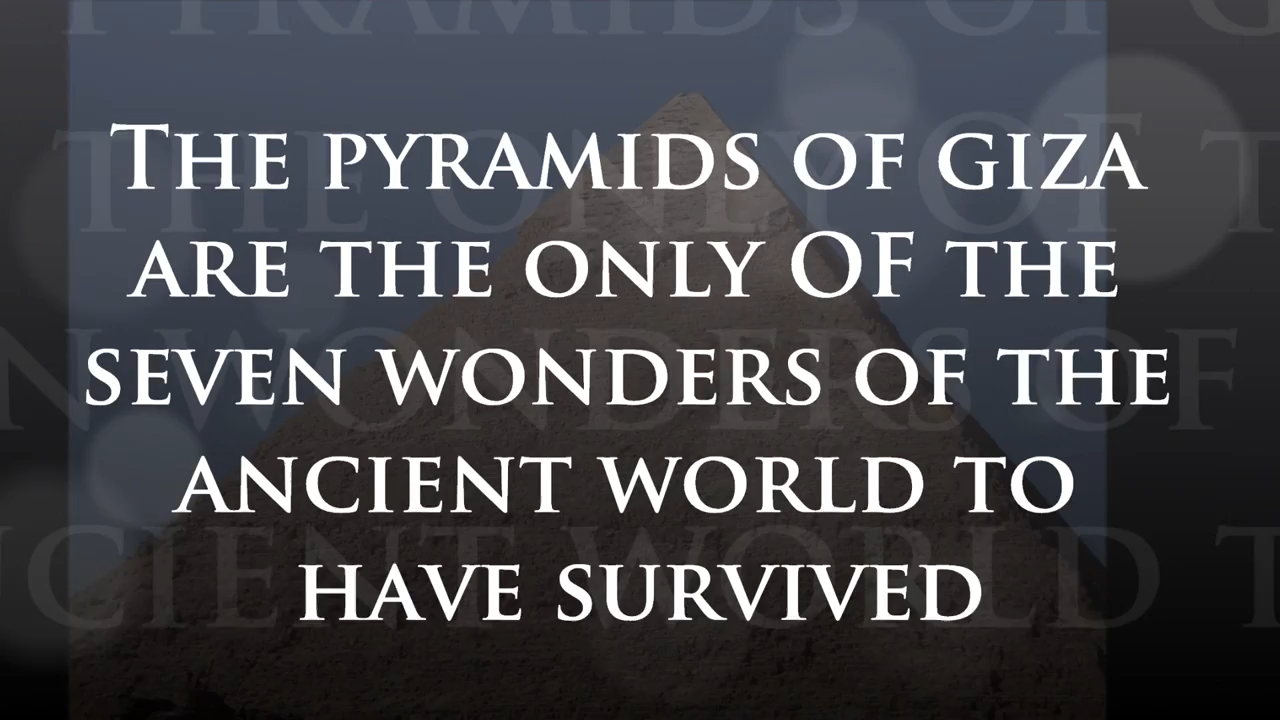 The pyramids of giza
are the only OF the
seven wonders of the
ancient world to
have survived